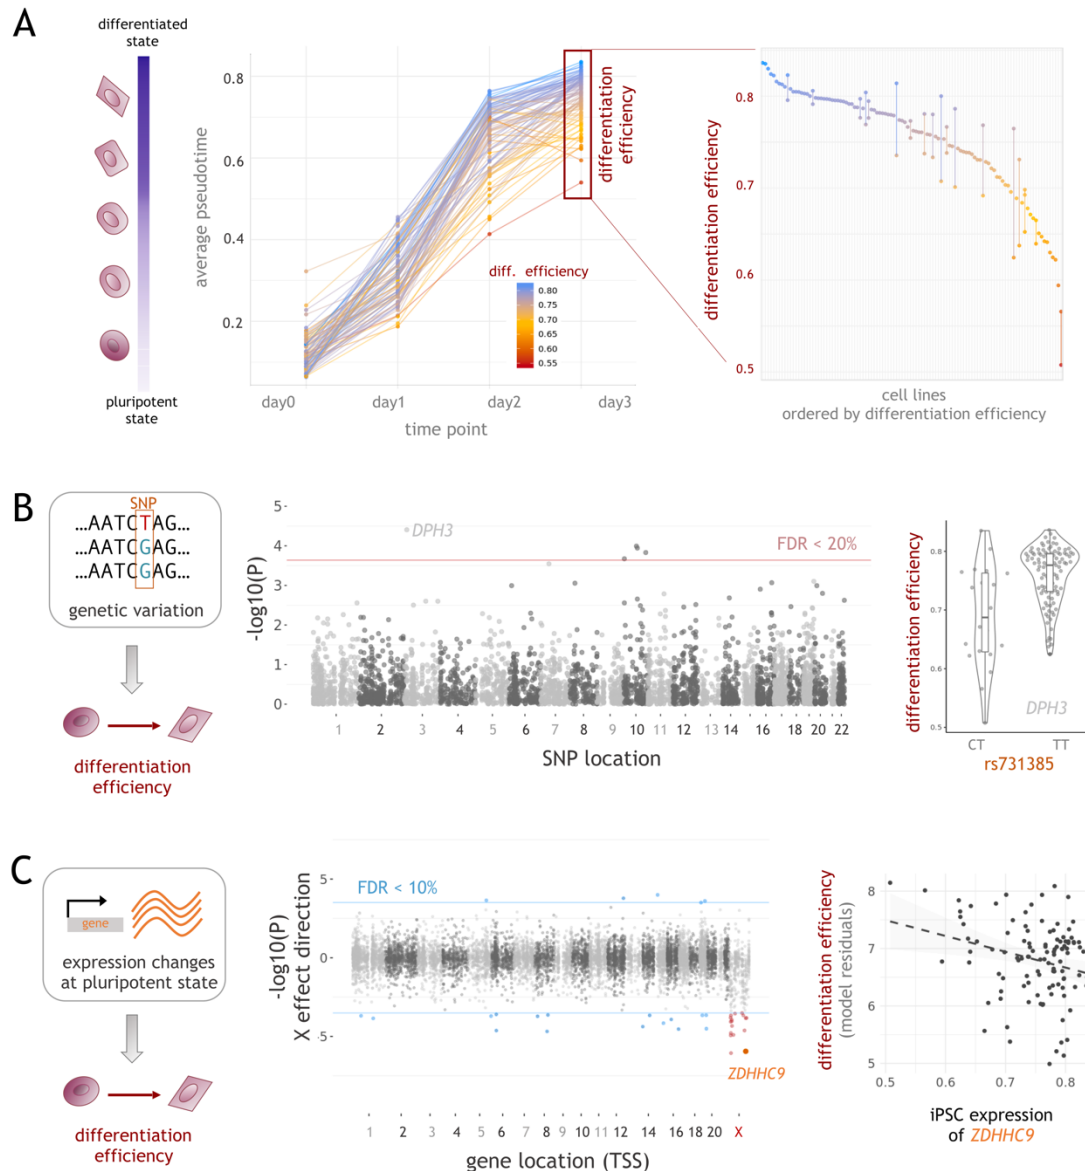 A
differentiated
state
pluripotent
state
average pseudotime
0.8
0.6
0.4
0.2
day0
day1
day2
day3
time point
diff. efficiency
0.80
0.75
0.70
0.65
0.60
0.55
differentiation
efficiency
differentiation efficiency
0.8
0.7
0.6
0.5
cell lines
ordered by differentiation efficiency
B
SNP
...AATCTAG...
...AATCGAG...
...AATCGAG...
genetic variation
differentiation
efficiency
-log10(P)
5
4
3
2
1
0
DPH3
FDR < 20%
1 2 3 4 5 6 7 8 9 10 11 12 13 14 16 18 20 22
SNP location
differentiation efficiency
0.8
0.7
0.6
0.5
DPH3
CT
TT
rs731385
C
gene
expression changes
at pluripotent state
differentiation
efficiency
-log10(P)
X effect direction
5
0
-5
FDR < 10%
ZDHHC9
1 2 3 4 5 6 7 8 9 10 11 12 14 16 18 20 X
gene location (TSS)
differentiation efficiency
(model residuals)
8
7
6
5
0.5
0.6
0.7
0.8
iPSC expression
of ZDHHC9